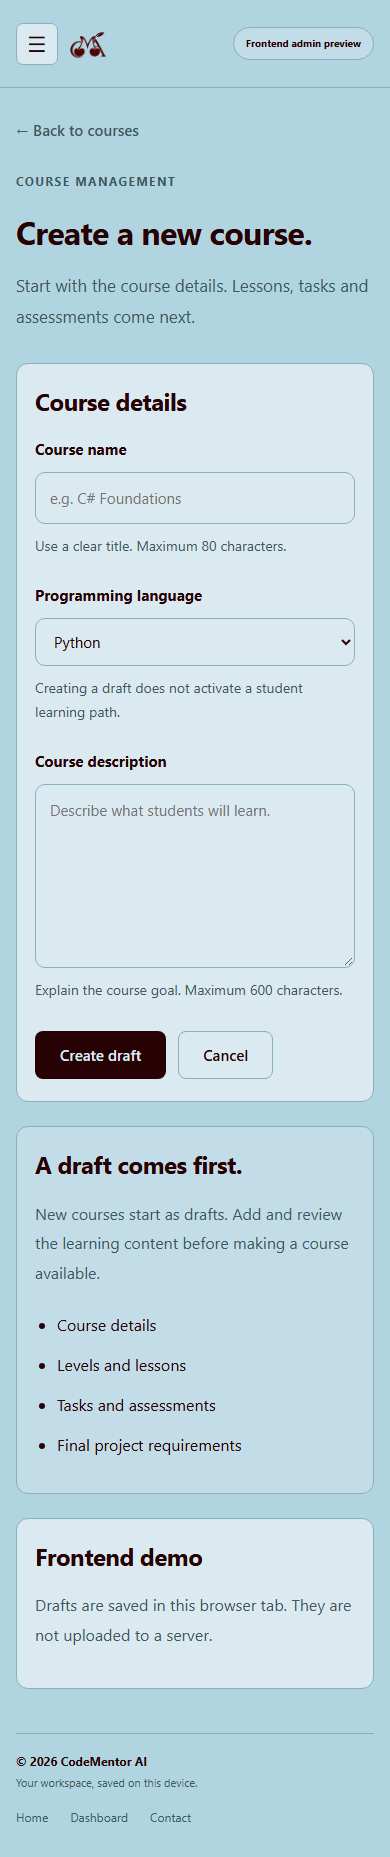 ☰
Frontend admin preview
← Back to courses
COURSE MANAGEMENT
Create a new course.
Start with the course details. Lessons, tasks and
assessments come next.
Course details
Course name
e.g. C# Foundations
Use a clear title. Maximum 80 characters.
Programming language
Python
Creating a draft does not activate a student
learning path.
Course description
Describe what students will learn.
Explain the course goal. Maximum 600 characters.
Create draft
Cancel
A draft comes first.
New courses start as drafts. Add and review
the learning content before making a course
available.
• Course details
• Levels and lessons
• Tasks and assessments
• Final project requirements
Frontend demo
Drafts are saved in this browser tab. They are
not uploaded to a server.
© 2026 CodeMentor AI
Your workspace, saved on this device.
Home Dashboard Contact